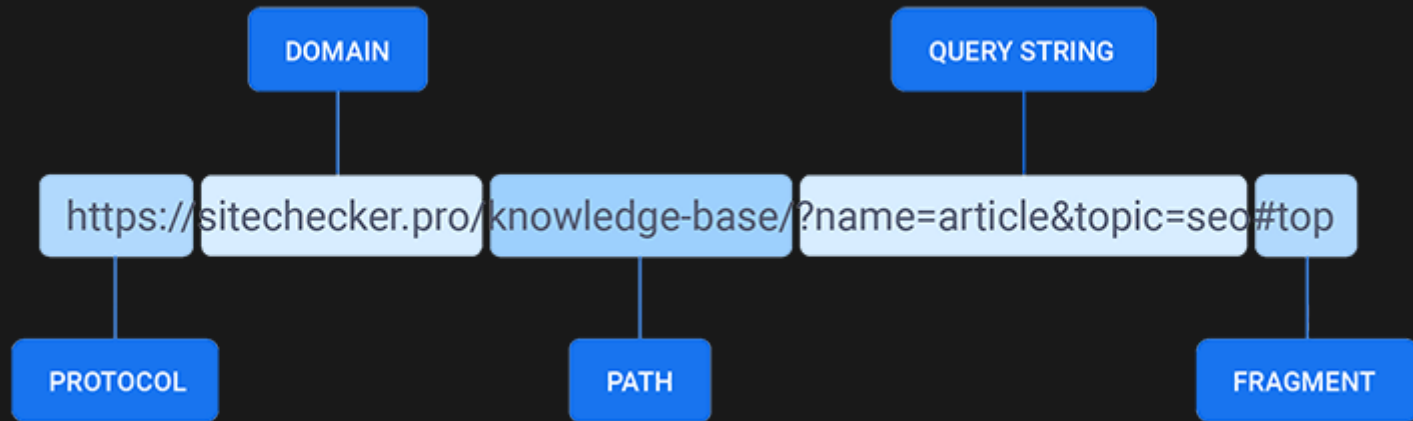 DOMAIN
QUERY STRING
https://sitechecker.pro/knowledge-base/?name=article&topic=seo#top
PROTOCOL
PATH
FRAGMENT